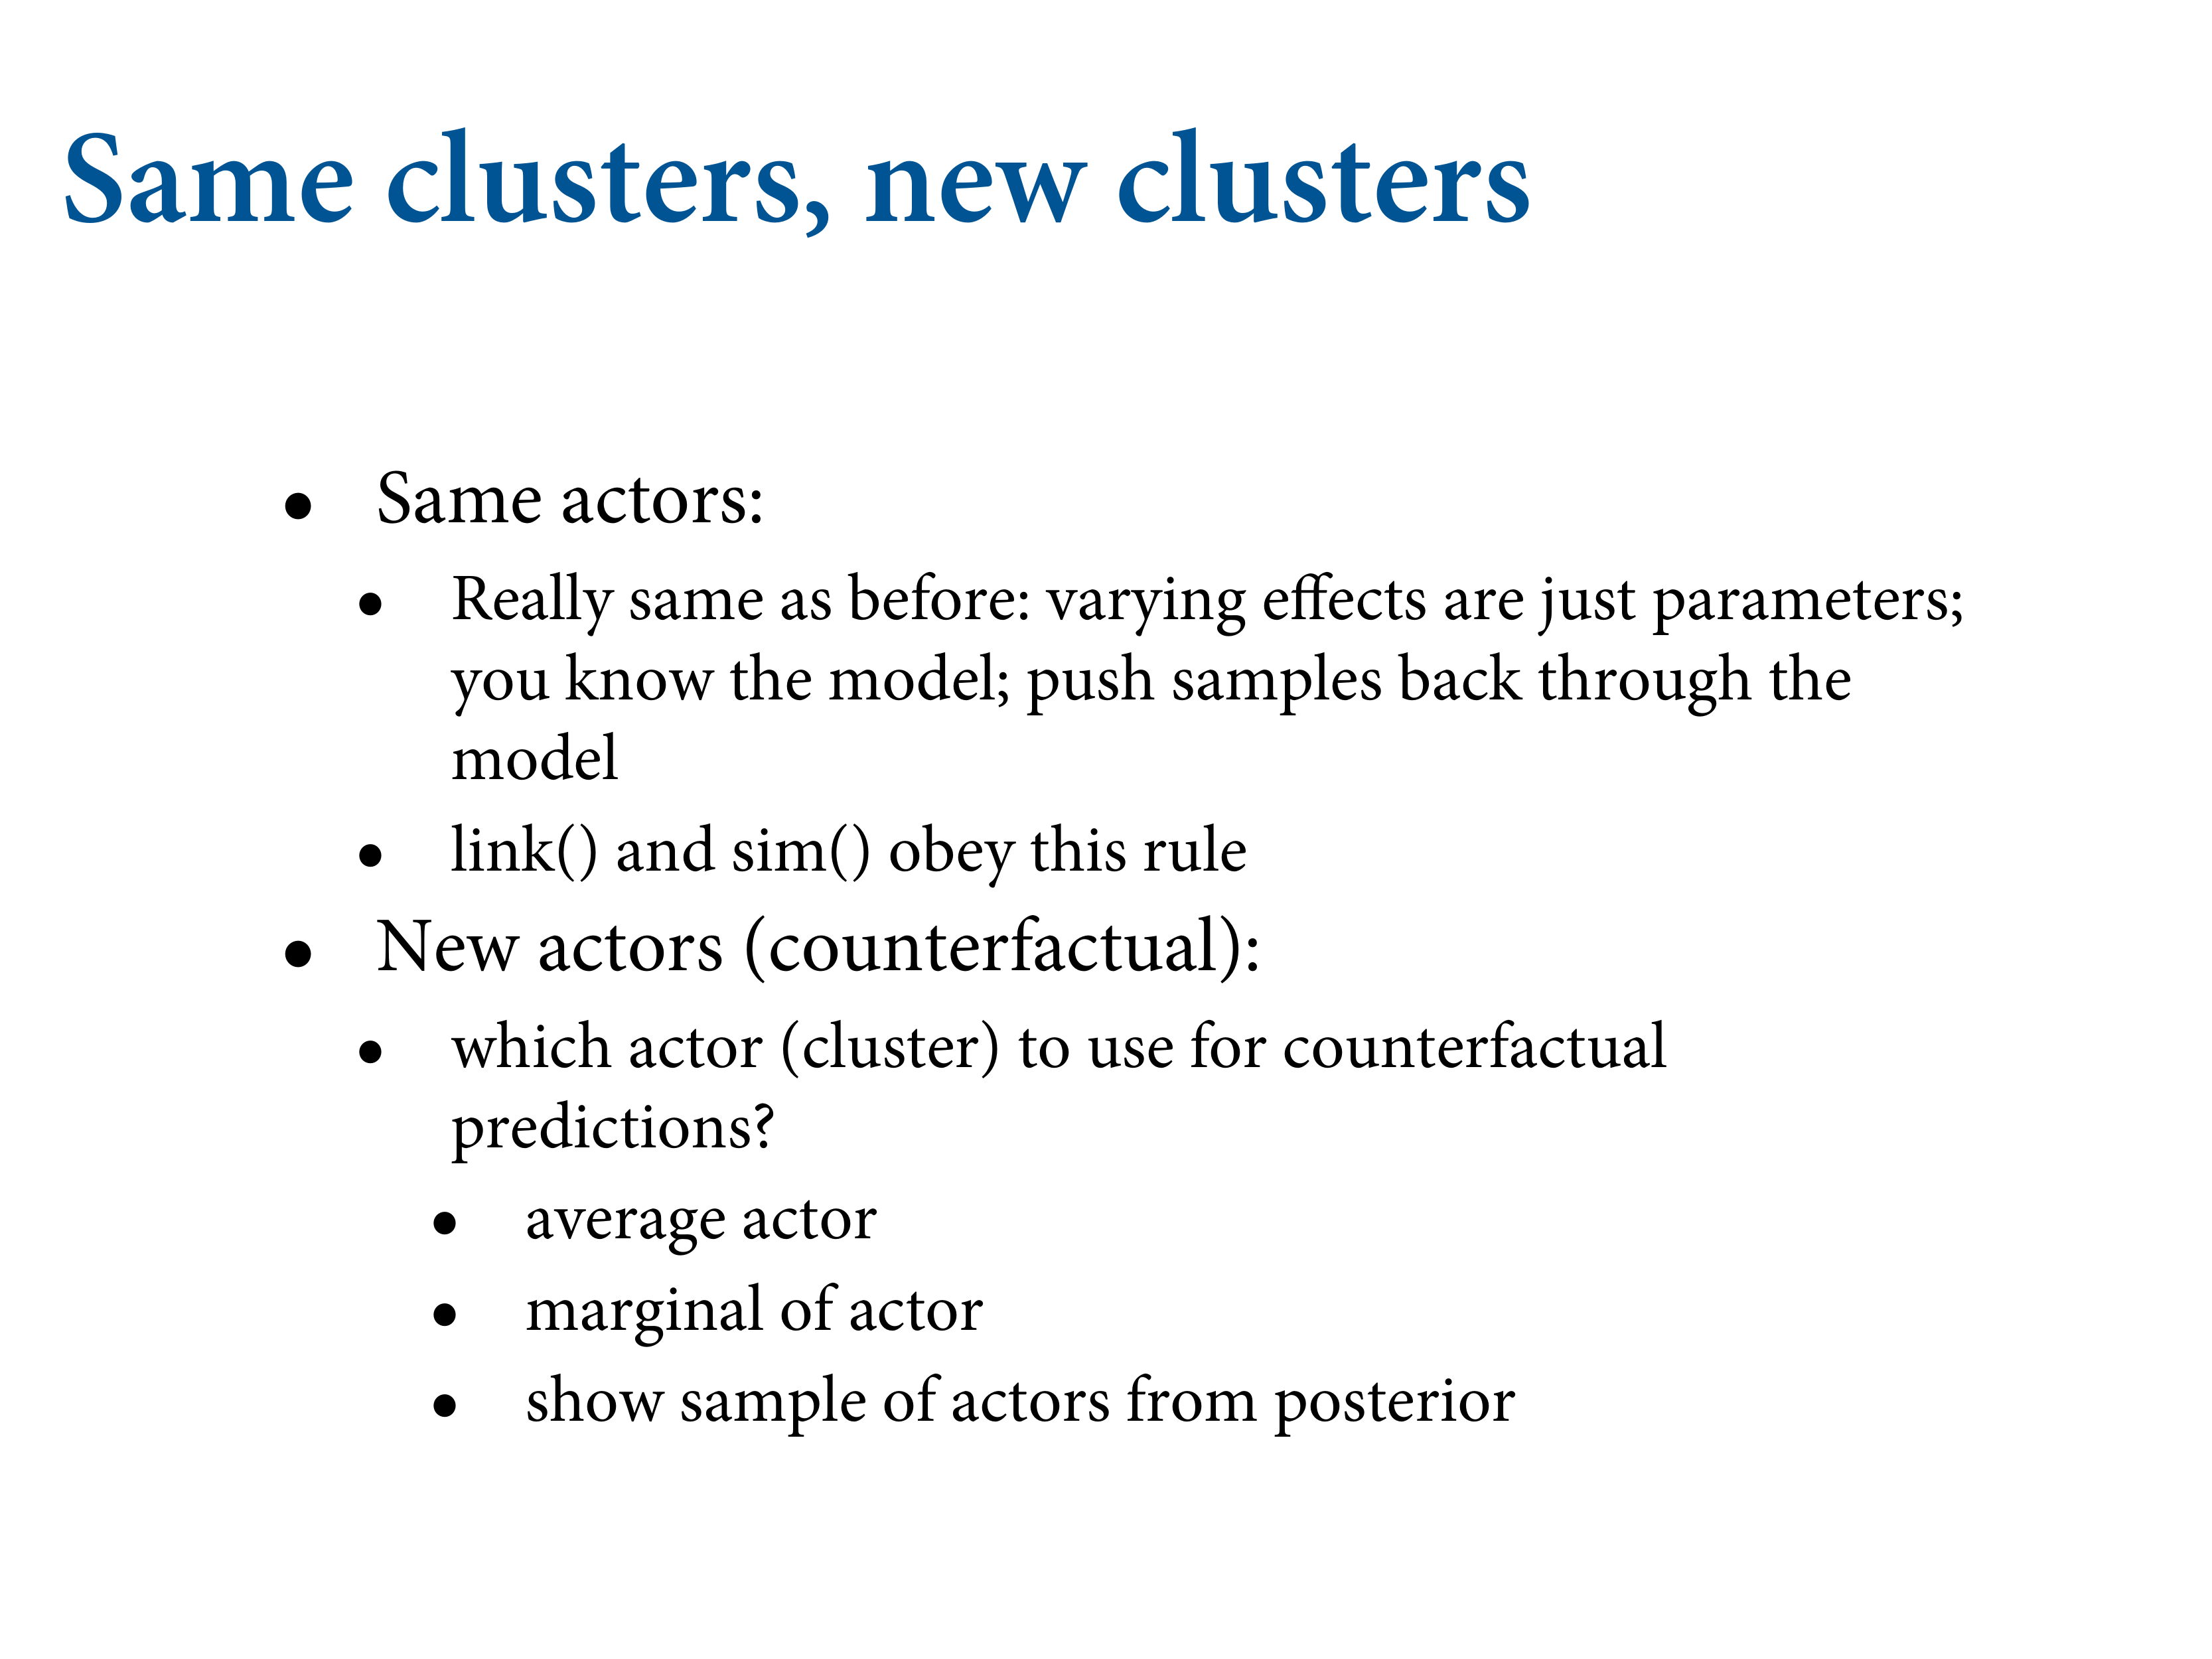 Same clusters, new clusters
• Same actors:
• Really same as before: varying effects are just parameters;
you know the model; push samples back through the
model
• link() and sim() obey this rule
• New actors (counterfactual):
• which actor (cluster) to use for counterfactual
predictions?
• average actor
• marginal of actor
• show sample of actors from posterior